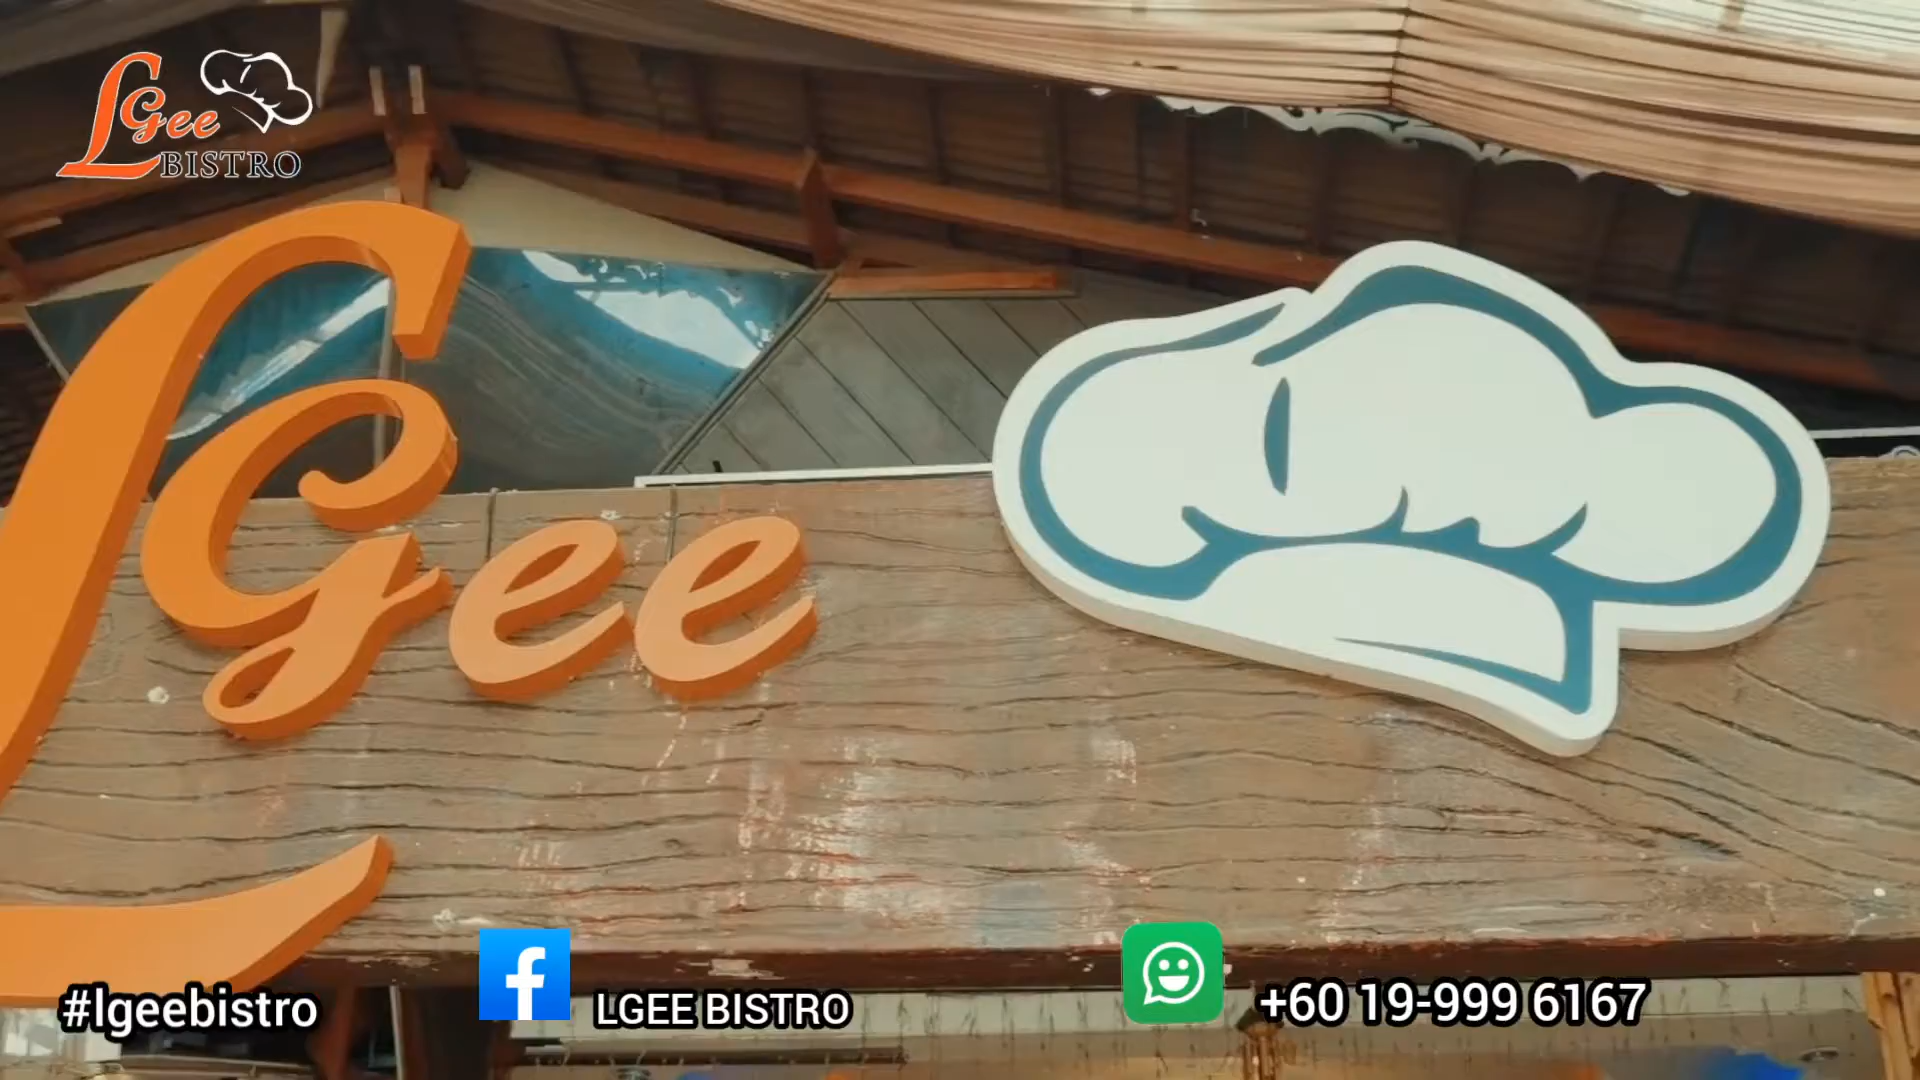 LGee
BISTRO
LGee
#lgeebistro
LGEE BISTRO
+60 19-999 6167